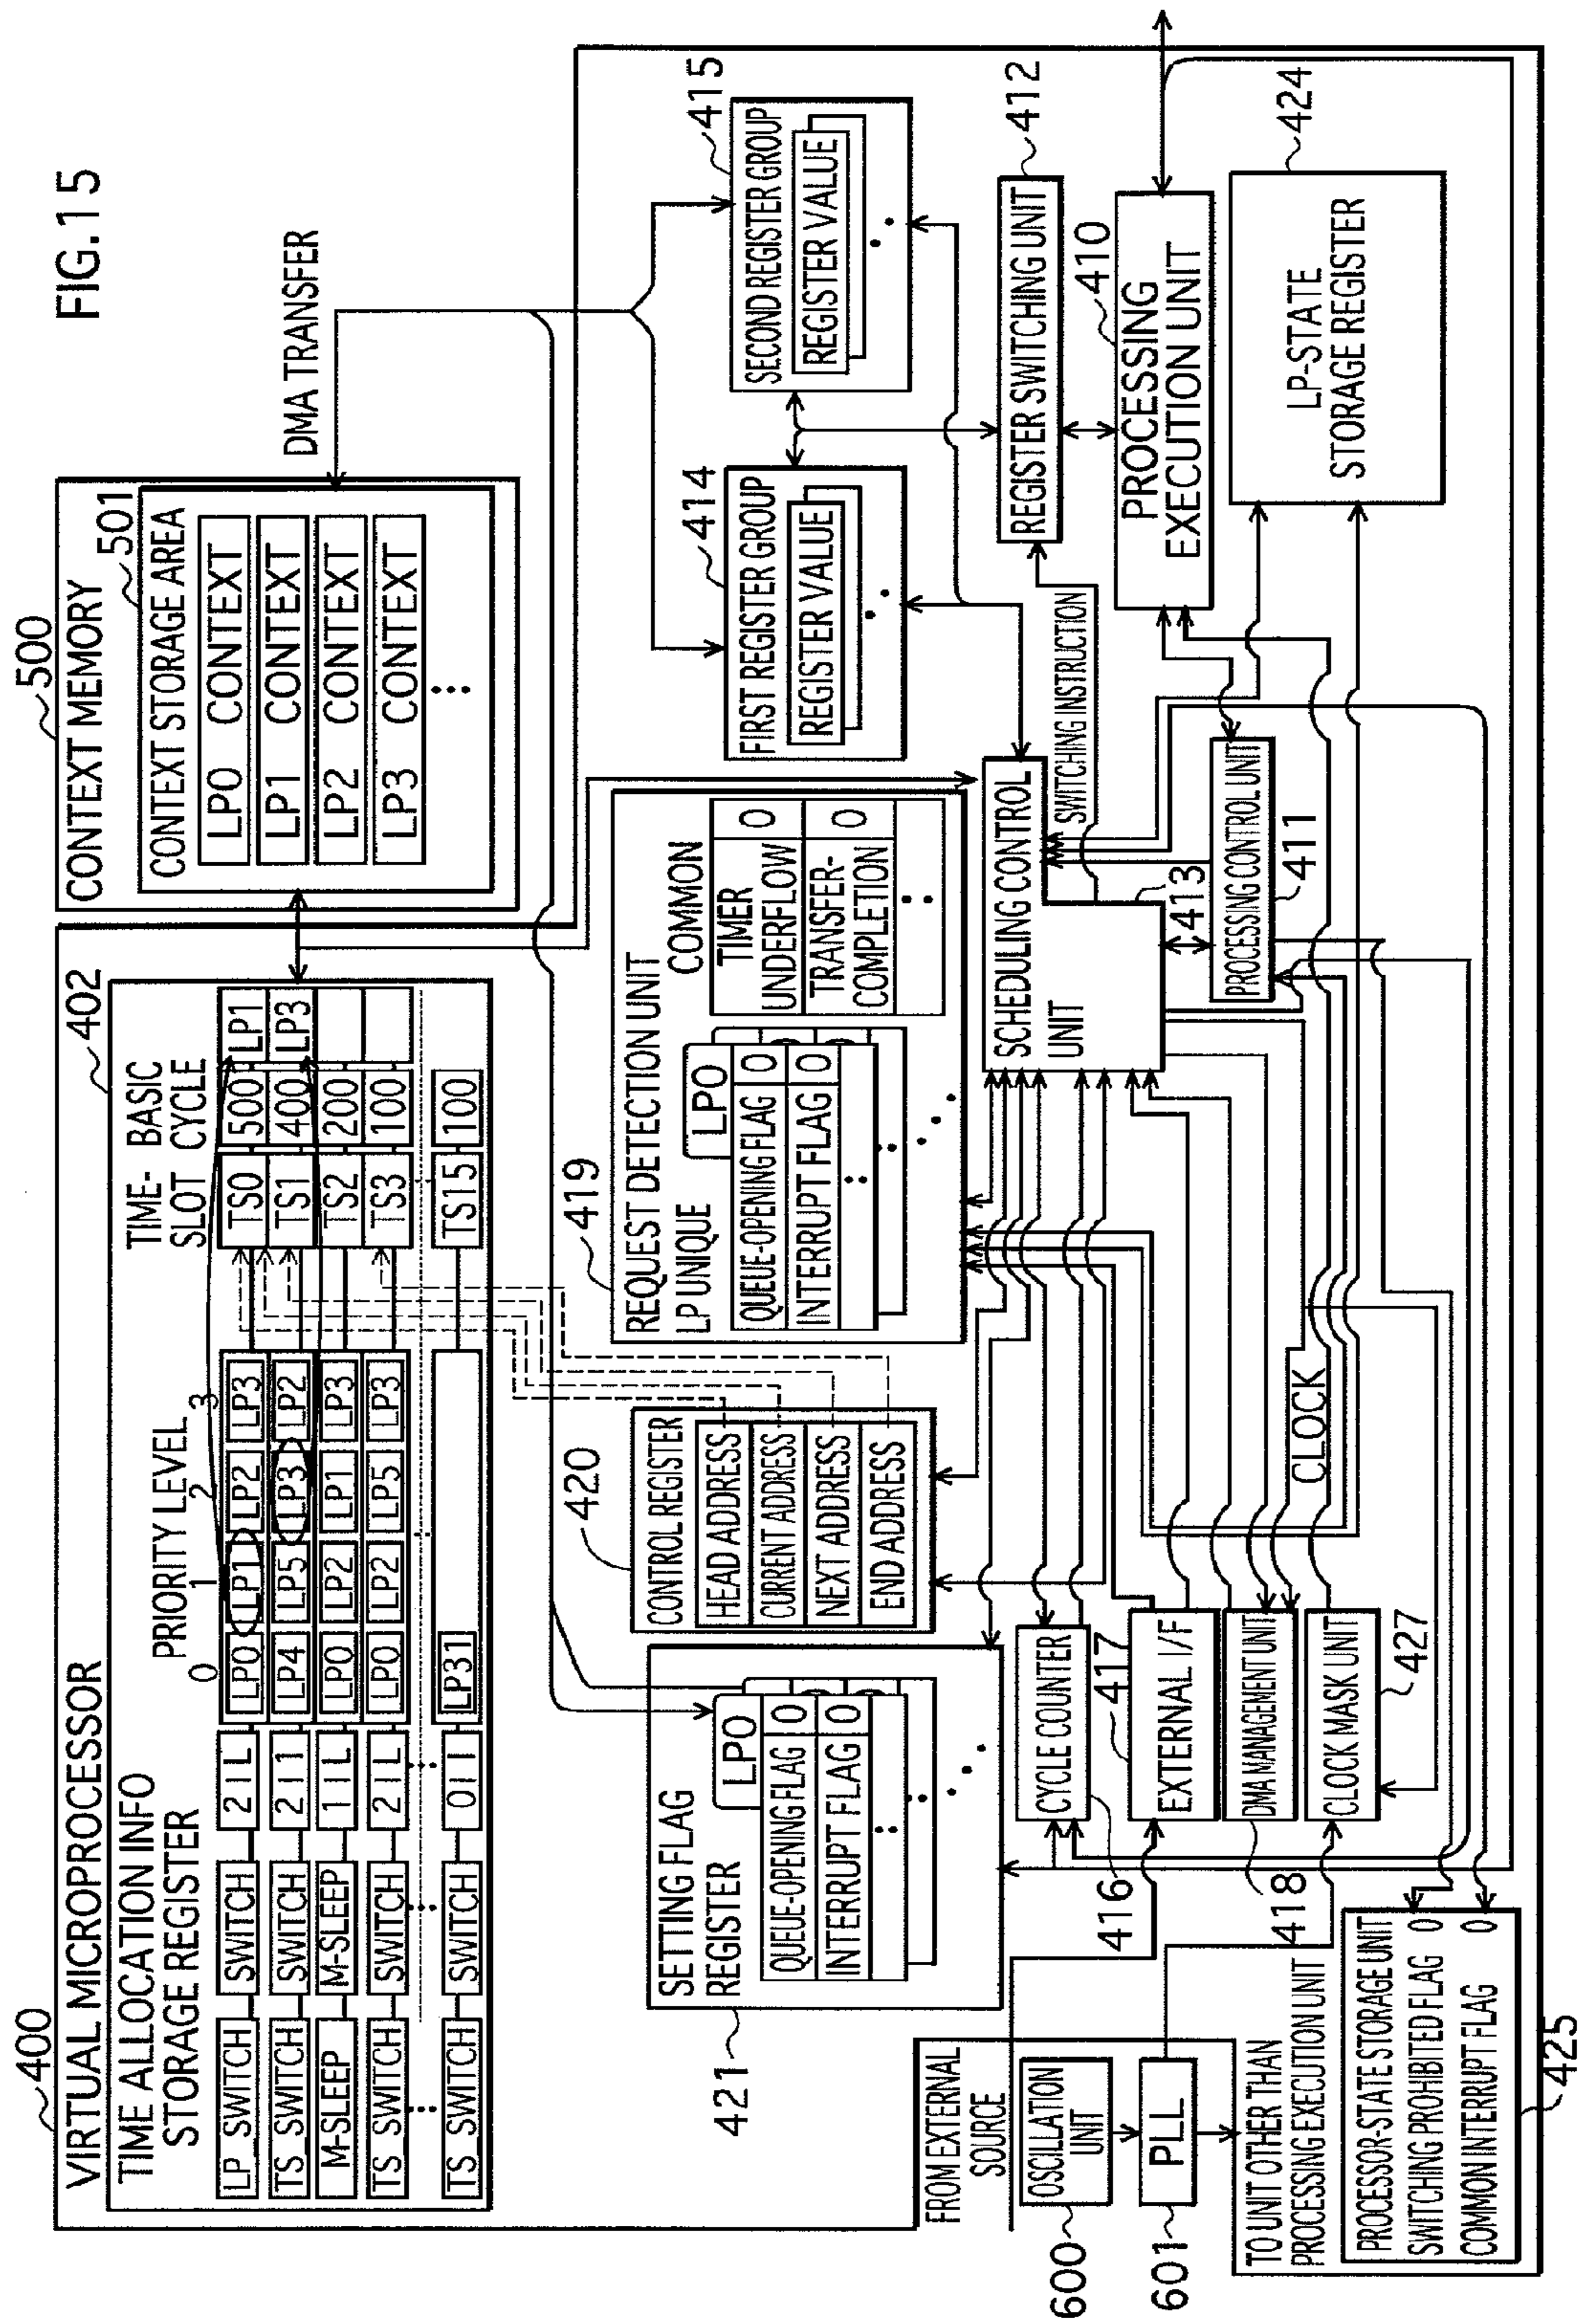 FIG.15
400
VIRTUAL MICROPROCESSOR
402
TIME ALLOCATION INFO
STORAGE REGISTER
PRIORITY LEVEL
0 1 2 3
TIME-
SLOT
BASIC
CYCLE
LP_SWITCH SWITCH 2 I L LP0 LP1 LP2 LP3 TS0 500 LP1
TS_SWITCH SWITCH 2 I 1 LP4 LP5 LP3 LP2 TS1 400 LP3
M-SLEEP M-SLEEP 1 I L LP0 LP2 LP1 LP3 TS2 200
TS_SWITCH SWITCH 2 I L LP0 LP2 LP5 LP3 TS3 100
TS_SWITCH SWITCH 0 I I LP31 TS15 100
500
CONTEXT MEMORY
501
CONTEXT STORAGE AREA
LP0 CONTEXT
LP1 CONTEXT
LP2 CONTEXT
LP3 CONTEXT
DMA TRANSFER
421
SETTING FLAG
REGISTER
LP0
QUEUE-OPENING FLAG 0
INTERRUPT FLAG 0
420
CONTROL REGISTER
HEAD ADDRESS
CURRENT ADDRESS
NEXT ADDRESS
END ADDRESS
419
REQUEST DETECTION UNIT
LP UNIQUE
LP0
QUEUE-OPENING FLAG 0
INTERRUPT FLAG 0
COMMON
TIMER
UNDERFLOW 0
TRANSFER-
COMPLETION 0
414
FIRST REGISTER GROUP
REGISTER VALUE
415
SECOND REGISTER GROUP
REGISTER VALUE
FROM EXTERNAL
SOURCE
600
OSCILLATION
UNIT
601
PLL
TO UNIT OTHER THAN
PROCESSING EXECUTION UNIT
PROCESSOR-STATE STORAGE UNIT
SWITCHING PROHIBITED FLAG 0
COMMON INTERRUPT FLAG 0
425
CYCLE COUNTER
416
417
EXTERNAL I/F
DMA MANAGEMENT UNIT
418
CLOCK MASK UNIT
427
CLOCK
SCHEDULING CONTROL
UNIT
413
SWITCHING INSTRUCTION
PROCESSING CONTROL UNIT
411
412
REGISTER SWITCHING UNIT
410
PROCESSING
EXECUTION UNIT
424
LP-STATE
STORAGE REGISTER